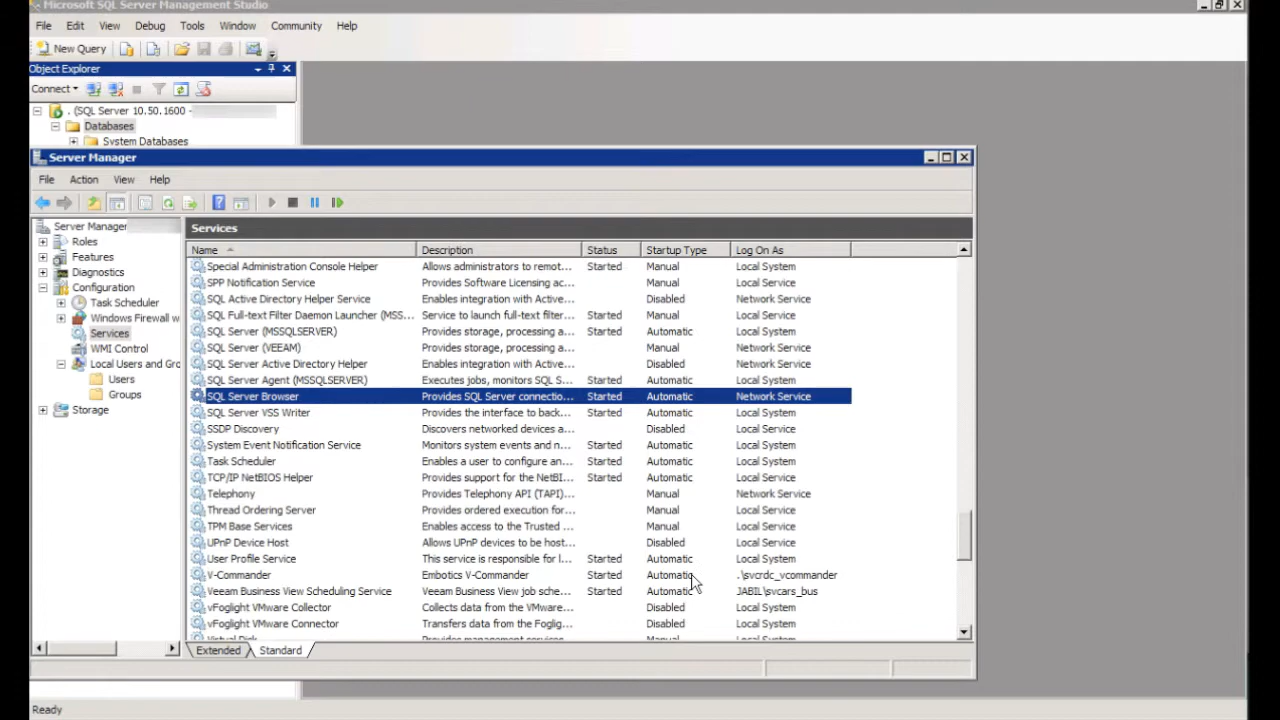 Microsoft SQL Server Management Studio
File Edit View Debug Tools Window Community Help
New Query
Object Explorer
Connect
. (SQL Server 10.50.1600 -
Databases
System Databases
Server Manager
File Action View Help
Server Manager
Roles
Features
Diagnostics
Configuration
Task Scheduler
Windows Firewall w
Services
WMI Control
Local Users and Gro
Users
Groups
Storage
Services
Name Description Status Startup Type Log On As
Special Administration Console Helper Allows administrators to remot... Started Manual Local System
SPP Notification Service Provides Software Licensing ac... Manual Local Service
SQL Active Directory Helper Service Enables integration with Active... Disabled Network Service
SQL Full-text Filter Daemon Launcher (MSS... Service to launch full-text filter... Started Manual Local Service
SQL Server (MSSQLSERVER) Provides storage, processing a... Started Automatic Local System
SQL Server (VEEAM) Provides storage, processing a... Manual Network Service
SQL Server Active Directory Helper Enables integration with Active... Disabled Network Service
SQL Server Agent (MSSQLSERVER) Executes jobs, monitors SQL S... Started Automatic Local System
SQL Server Browser Provides SQL Server connectio... Started Automatic Network Service
SQL Server VSS Writer Provides the interface to back... Started Automatic Local System
SSDP Discovery Discovers networked devices a... Disabled Local Service
System Event Notification Service Monitors system events and n... Started Automatic Local System
Task Scheduler Enables a user to configure an... Started Automatic Local System
TCP/IP NetBIOS Helper Provides support for the NetBI... Started Automatic Local Service
Telephony Provides Telephony API (TAPI)... Manual Network Service
Thread Ordering Server Provides ordered execution for... Manual Local Service
TPM Base Services Enables access to the Trusted ... Manual Local Service
UPnP Device Host Allows UPnP devices to be host... Disabled Local Service
User Profile Service This service is responsible for l... Started Automatic Local System
V-Commander Embotics V-Commander Started Automatic .\svcrdc_vcommander
Veeam Business View Scheduling Service Veeam Business View job sche... Started Automatic JABIL\svcars_bus
vFoglight VMware Collector Collects data from the VMware... Disabled Local System
vFoglight VMware Connector Transfers data from the Foglig... Disabled Local System
Virtual Disk Provides management services... Manual Local System
Extended Standard
Ready